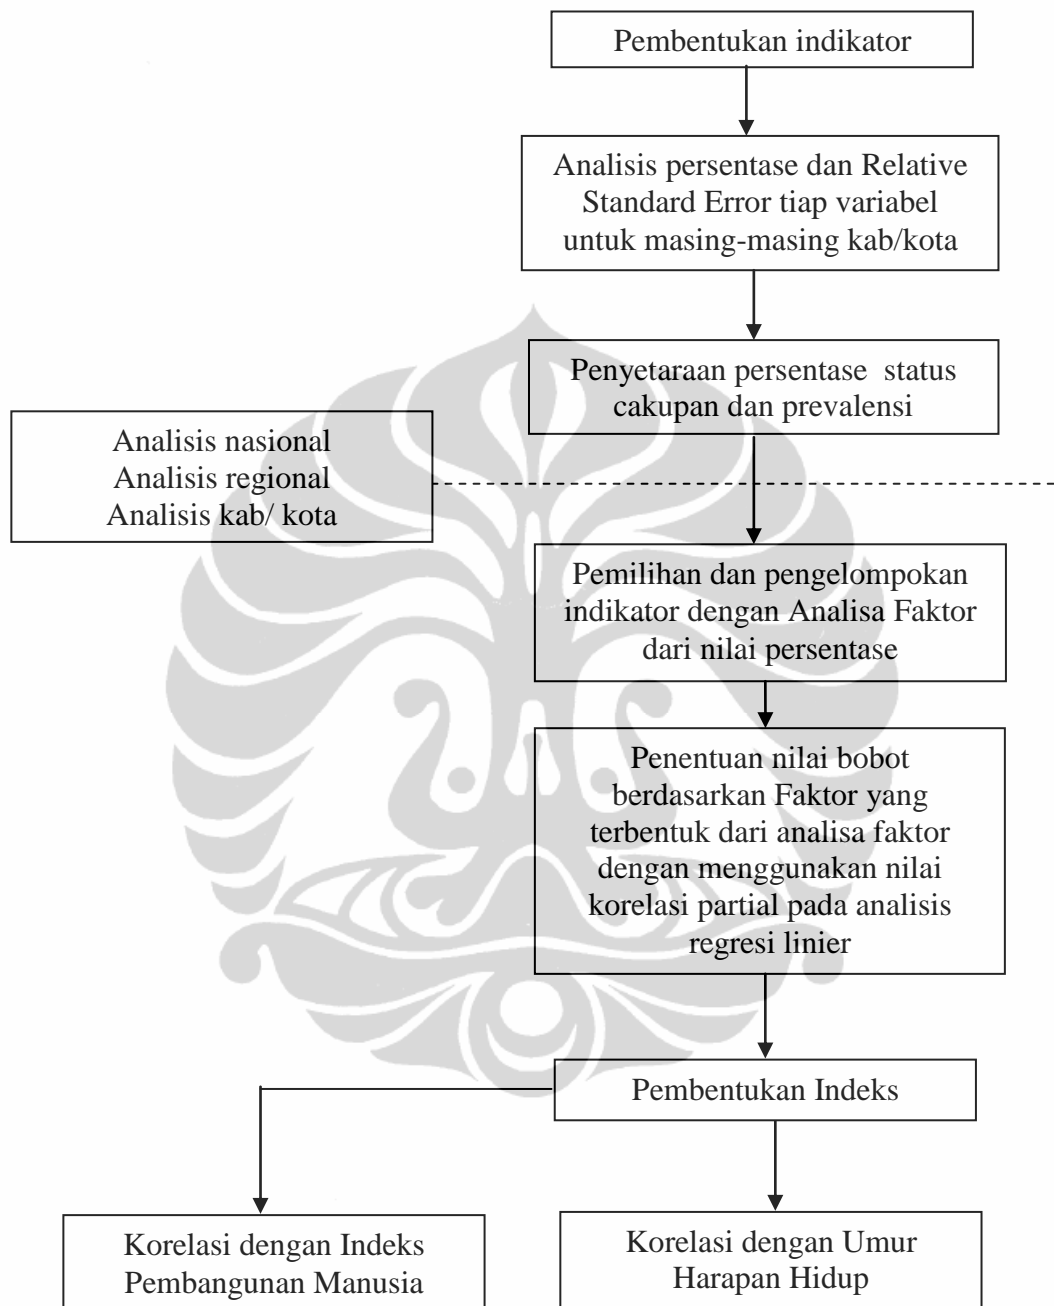 Pembentukan indikator
Analisis persentase dan Relative
Standard Error tiap variabel
untuk masing-masing kab/kota
Penyetaraan persentase status
cakupan dan prevalensi
Analisis nasional
Analisis regional
Analisis kab/ kota
Pemilihan dan pengelompokan
indikator dengan Analisa Faktor
dari nilai persentase
Penentuan nilai bobot
berdasarkan Faktor yang
terbentuk dari analisa faktor
dengan menggunakan nilai
korelasi partial pada analisis
regresi linier
Pembentukan Indeks
Korelasi dengan Indeks
Pembangunan Manusia
Korelasi dengan Umur
Harapan Hidup